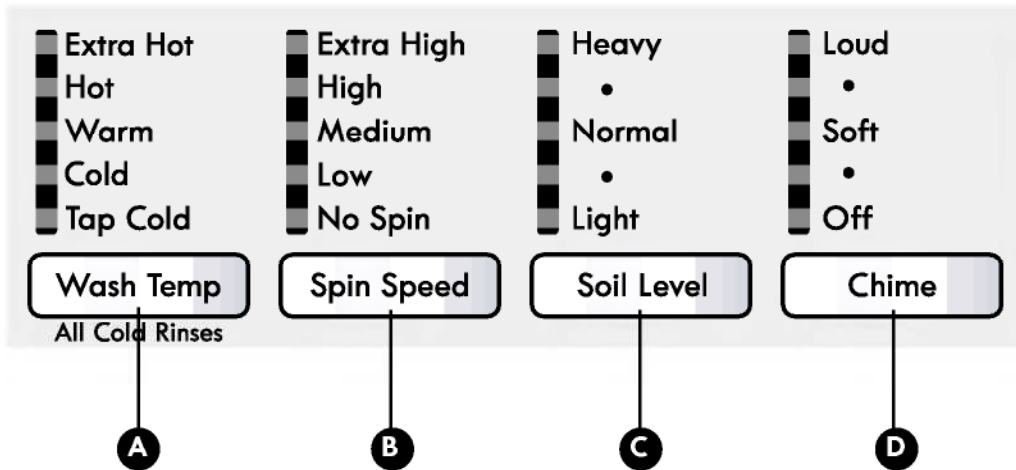 Extra Hot
Hot
Warm
Cold
Tap Cold
Wash Temp
All Cold Rinses
Extra High
High
Medium
Low
No Spin
Spin Speed
Heavy
•
Normal
•
Light
Soil Level
Loud
•
Soft
•
Off
Chime
A
B
C
D